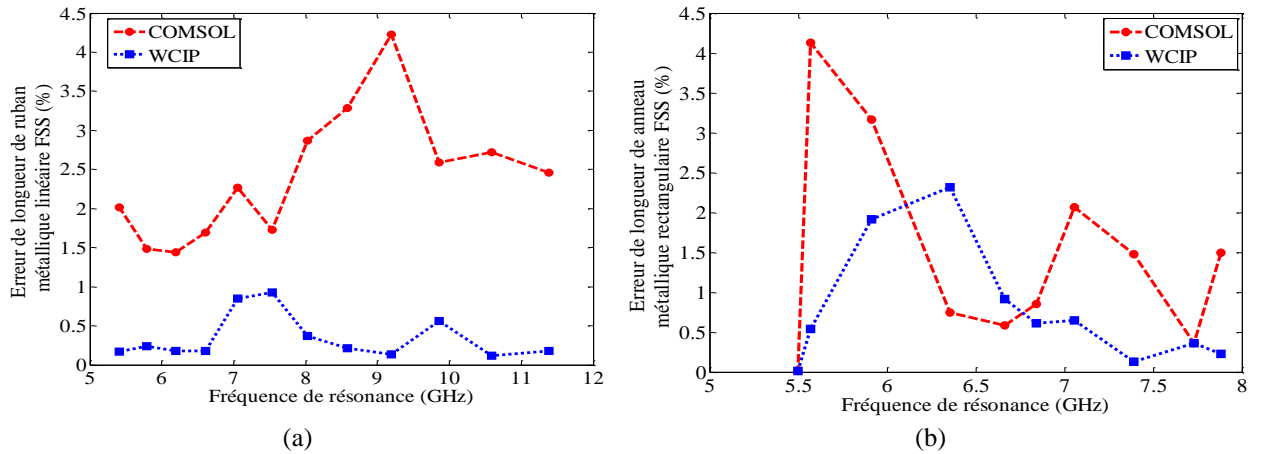 4.5
4
3.5
3
2.5
2
1.5
1
0.5
0
Erreur de longueur de ruban
métallique linéaire FSS (%)
COMSOL
WCIP
5 6 7 8 9 10 11 12
Fréquence de résonance (GHz)
(a)
4.5
4
3.5
3
2.5
2
1.5
1
0.5
0
Erreur de longueur de anneau
métallique rectangulaire FSS (%)
COMSOL
WCIP
5 5.5 6 6.5 7 7.5 8
Fréquence de résonance (GHz)
(b)